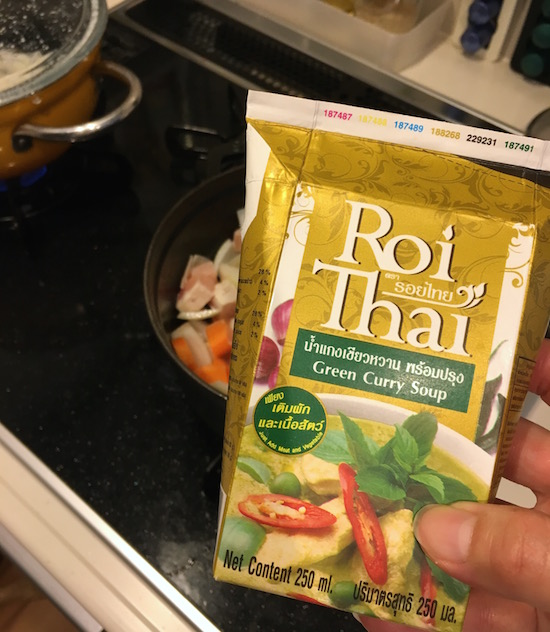 187487 187488 187489 188268 229231 187491
Roi
ตรา
รอยไทย
Thai
น้ำแกงเขียวหวาน พร้อมปรุง
Green Curry Soup
เพียง
เติมผัก
และเนื้อสัตว์
Just Add Meat and Vegetable
Net Content 250 ml. ปริมาตรสุทธิ 250 มล.